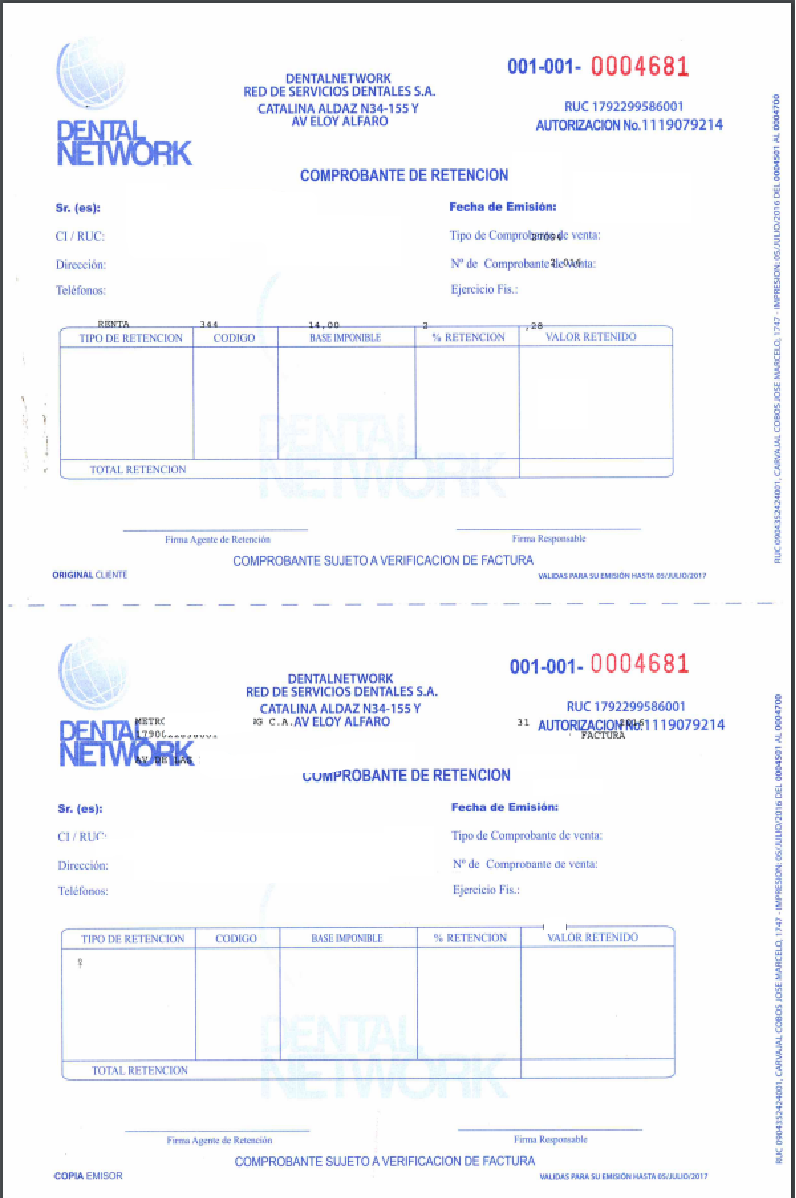 DENTAL
NETWORK
DENTALNETWORK
RED DE SERVICIOS DENTALES S.A.
CATALINA ALDAZ N34-155 Y
AV ELOY ALFARO
001-001- 0004681
RUC 1792299586001
AUTORIZACION No.1119079214
COMPROBANTE DE RETENCION
Sr. (es):
CI / RUC:
Dirección:
Teléfonos:
Fecha de Emisión:
Tipo de Comprobante de venta:
Nº de Comprobante de venta:
2 016
Ejercicio Fis.:
RENTA 344 14,00 2 ,28
TIPO DE RETENCION CODIGO BASE IMPONIBLE % RETENCION VALOR RETENIDO
DENTAL
NETWORK
TOTAL RETENCION
Firma Agente de Retención Firma Responsable
COMPROBANTE SUJETO A VERIFICACION DE FACTURA
ORIGINAL CLIENTE
VALIDAS PARA SU EMISIÓN HASTA 05/JULIO/2017
RUC 0904352424001, CARVAJAL COBOS JOSE MARCELO, 1747 - IMPRESION: 05/JULIO/2016 DEL 0004501 AL 0004700
DENTAL
NETWORK
DENTALNETWORK
RED DE SERVICIOS DENTALES S.A.
CATALINA ALDAZ N34-155 Y
AV ELOY ALFARO
METRO
C.A.
AV DE LAS
001-001- 0004681
RUC 1792299586001
31
AUTORIZACION No.1119079214
FACTURA
COMPROBANTE DE RETENCION
Sr. (es):
CI / RUC:
Dirección:
Teléfonos:
Fecha de Emisión:
Tipo de Comprobante de venta:
Nº de Comprobante de venta:
Ejercicio Fis.:
TIPO DE RETENCION CODIGO BASE IMPONIBLE % RETENCION VALOR RETENIDO
DENTAL
NETWORK
TOTAL RETENCION
Firma Agente de Retención Firma Responsable
COMPROBANTE SUJETO A VERIFICACION DE FACTURA
COPIA EMISOR
VALIDAS PARA SU EMISIÓN HASTA 05/JULIO/2017
RUC 0904352424001, CARVAJAL COBOS JOSE MARCELO, 1747 - IMPRESION: 05/JULIO/2016 DEL 0004501 AL 0004700